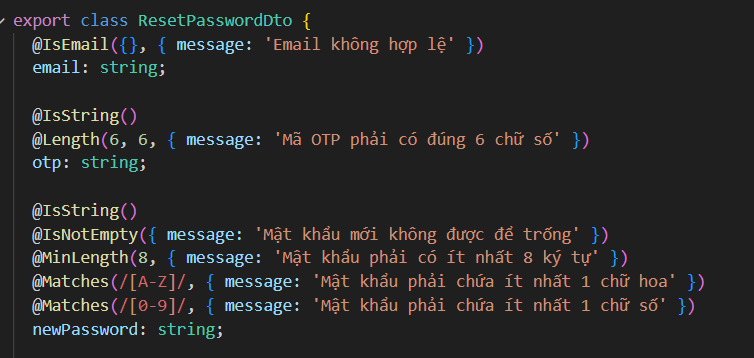 export class ResetPasswordDto {
@IsEmail({}, { message: 'Email không hợp lệ' })
email: string;
@IsString()
@Length(6, 6, { message: 'Mã OTP phải có đúng 6 chữ số' })
otp: string;
@IsString()
@IsNotEmpty({ message: 'Mật khẩu mới không được để trống' })
@MinLength(8, { message: 'Mật khẩu phải có ít nhất 8 ký tự' })
@Matches(/[A-Z]/, { message: 'Mật khẩu phải chứa ít nhất 1 chữ hoa' })
@Matches(/[0-9]/, { message: 'Mật khẩu phải chứa ít nhất 1 chữ số' })
newPassword: string;